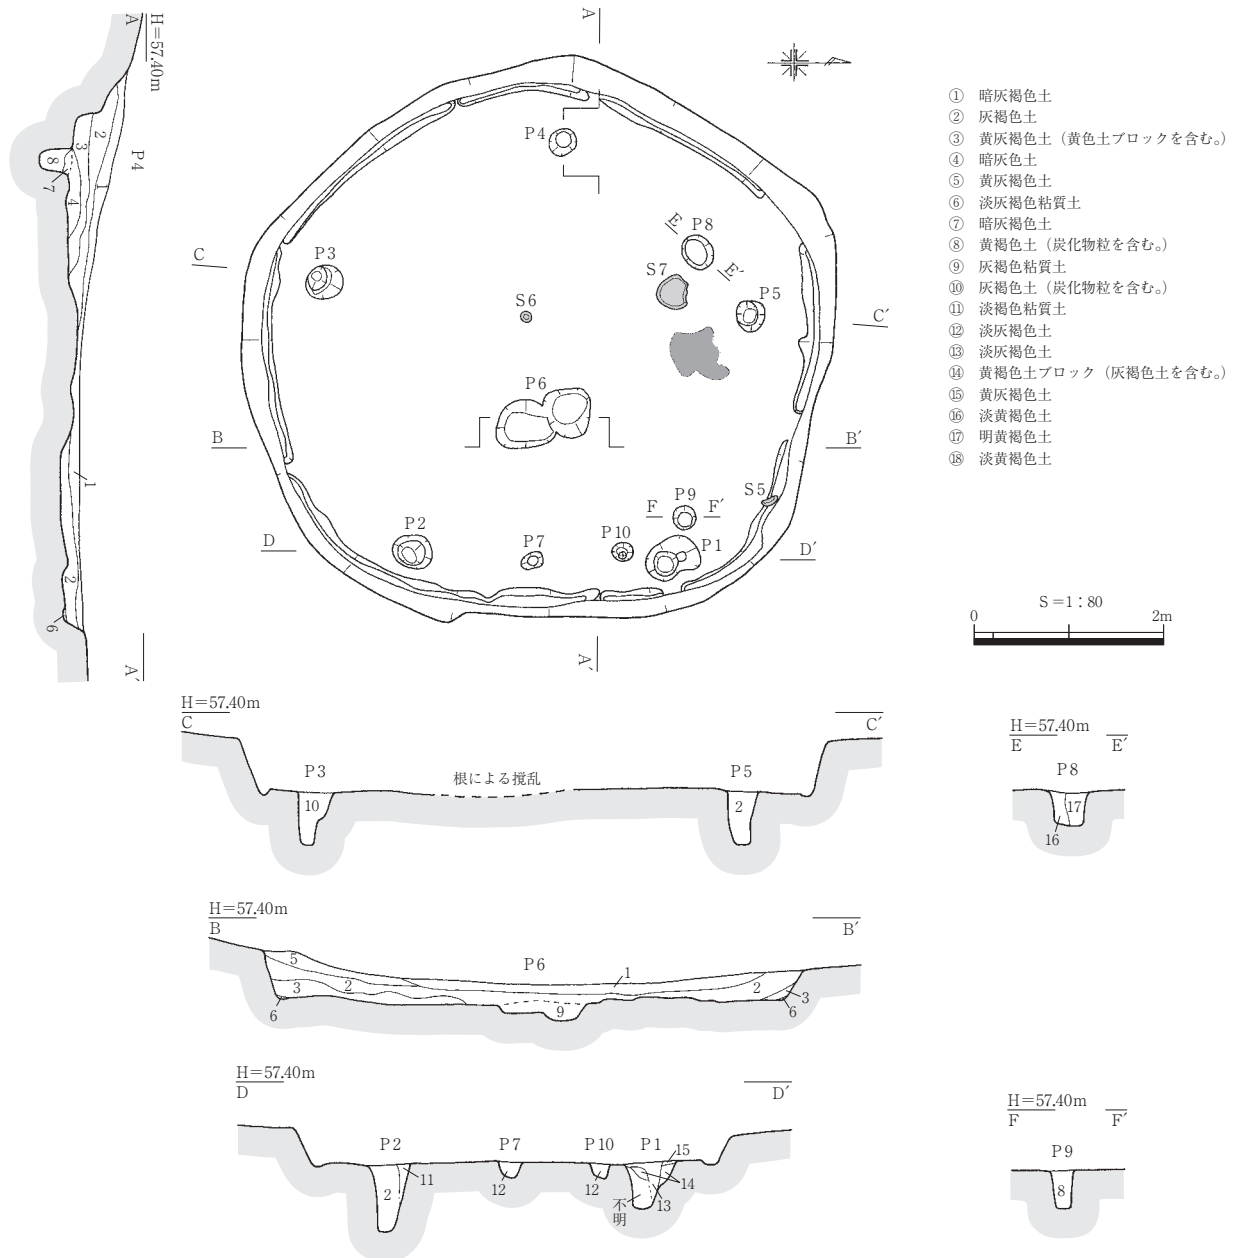 A
H=57.40m
A
P4
1
2
3
4
7
8
1
2
6
A′
A
P4
P8
E
E′
S7
P5
P3
C
C′
S6
P6
B
B′
S5
P9
F
F′
P2
P7
P10
P1
D
D′
A′
① 暗灰褐色土
② 灰褐色土
③ 黄灰褐色土（黄色土ブロックを含む。）
④ 暗灰色土
⑤ 黄灰褐色土
⑥ 淡灰褐色粘質土
⑦ 暗灰褐色土
⑧ 黄褐色土（炭化物粒を含む。）
⑨ 灰褐色粘質土
⑩ 灰褐色土（炭化物粒を含む。）
⑪ 淡褐色粘質土
⑫ 淡灰褐色土
⑬ 淡灰褐色土
⑭ 黄褐色土ブロック（灰褐色土を含む。）
⑮ 黄灰褐色土
⑯ 淡黄褐色土
⑰ 明黄褐色土
⑱ 淡黄褐色土
S=1：80
0 2m
H=57.40m
C C′
P3 根による撹乱 P5
10 2
H=57.40m
E E′
P8
17
16
H=57.40m
B B′
P6
5 1
3 2 2 3
6 9 6
H=57.40m
D D′
P2 P7 P10 P1 15
11 14
2 12 12 13
不明
H=57.40m
F F′
P9
8